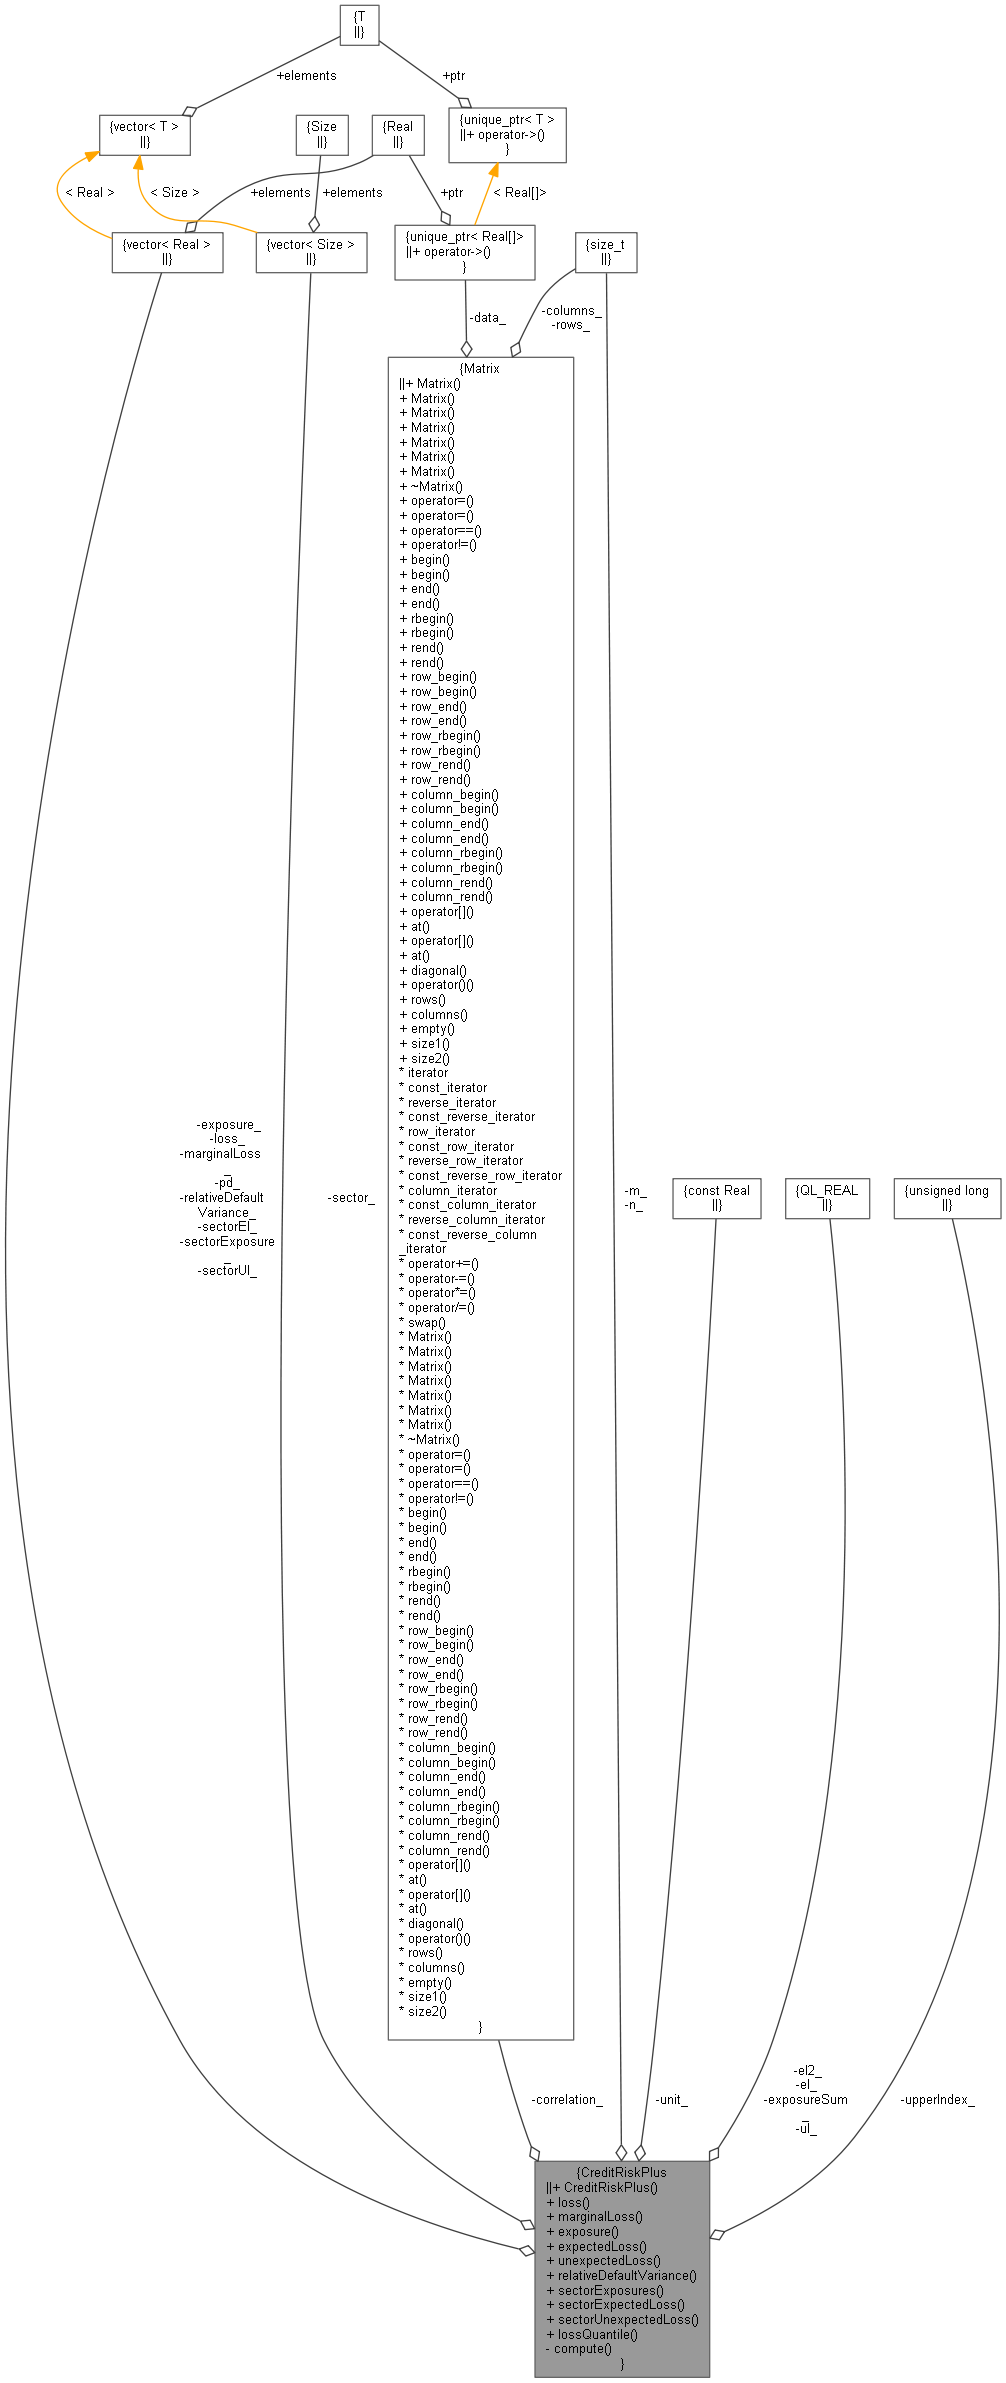 {T
||}
+elements
+ptr
{vector< T >
||}
{Size
||}
{Real
||}
{unique_ptr< T >
||+ operator->()
}
< Real >
< Size >
+elements
+elements
+ptr
< Real[]>
{vector< Real >
||}
{vector< Size >
||}
{unique_ptr< Real[]>
||+ operator->()
}
{size_t
||}
-data_
-columns_
-rows_
{Matrix
||+ Matrix()
+ Matrix()
+ Matrix()
+ Matrix()
+ Matrix()
+ Matrix()
+ Matrix()
+ ~Matrix()
+ operator=()
+ operator=()
+ operator==()
+ operator!=()
+ begin()
+ begin()
+ end()
+ end()
+ rbegin()
+ rbegin()
+ rend()
+ rend()
+ row_begin()
+ row_begin()
+ row_end()
+ row_end()
+ row_rbegin()
+ row_rbegin()
+ row_rend()
+ row_rend()
+ column_begin()
+ column_begin()
+ column_end()
+ column_end()
+ column_rbegin()
+ column_rbegin()
+ column_rend()
+ column_rend()
+ operator[]()
+ at()
+ operator[]()
+ at()
+ diagonal()
+ operator()()
+ rows()
+ columns()
+ empty()
+ size1()
+ size2()
* iterator
* const_iterator
* reverse_iterator
* const_reverse_iterator
* row_iterator
* const_row_iterator
* reverse_row_iterator
* const_reverse_row_iterator
* column_iterator
* const_column_iterator
* reverse_column_iterator
* const_reverse_column
_iterator
* operator+=()
* operator-=()
* operator*=()
* operator/=()
* swap()
* Matrix()
* Matrix()
* Matrix()
* Matrix()
* Matrix()
* Matrix()
* Matrix()
* ~Matrix()
* operator=()
* operator=()
* operator==()
* operator!=()
* begin()
* begin()
* end()
* end()
* rbegin()
* rbegin()
* rend()
* rend()
* row_begin()
* row_begin()
* row_end()
* row_end()
* row_rbegin()
* row_rbegin()
* row_rend()
* row_rend()
* column_begin()
* column_begin()
* column_end()
* column_end()
* column_rbegin()
* column_rbegin()
* column_rend()
* column_rend()
* operator[]()
* at()
* operator[]()
* at()
* diagonal()
* operator()()
* rows()
* columns()
* empty()
* size1()
* size2()
}
-exposure_
-loss_
-marginalLoss
_
-pd_
-relativeDefault
Variance_
-sectorEl_
-sectorExposure
_
-sectorUl_
-sector_
-m_
-n_
{const Real
||}
{QL_REAL
||}
{unsigned long
||}
-correlation_
-unit_
-el2_
-el_
-exposureSum
_
-ul_
-upperIndex_
{CreditRiskPlus
||+ CreditRiskPlus()
+ loss()
+ marginalLoss()
+ exposure()
+ expectedLoss()
+ unexpectedLoss()
+ relativeDefaultVariance()
+ sectorExposures()
+ sectorExpectedLoss()
+ sectorUnexpectedLoss()
+ lossQuantile()
- compute()
}